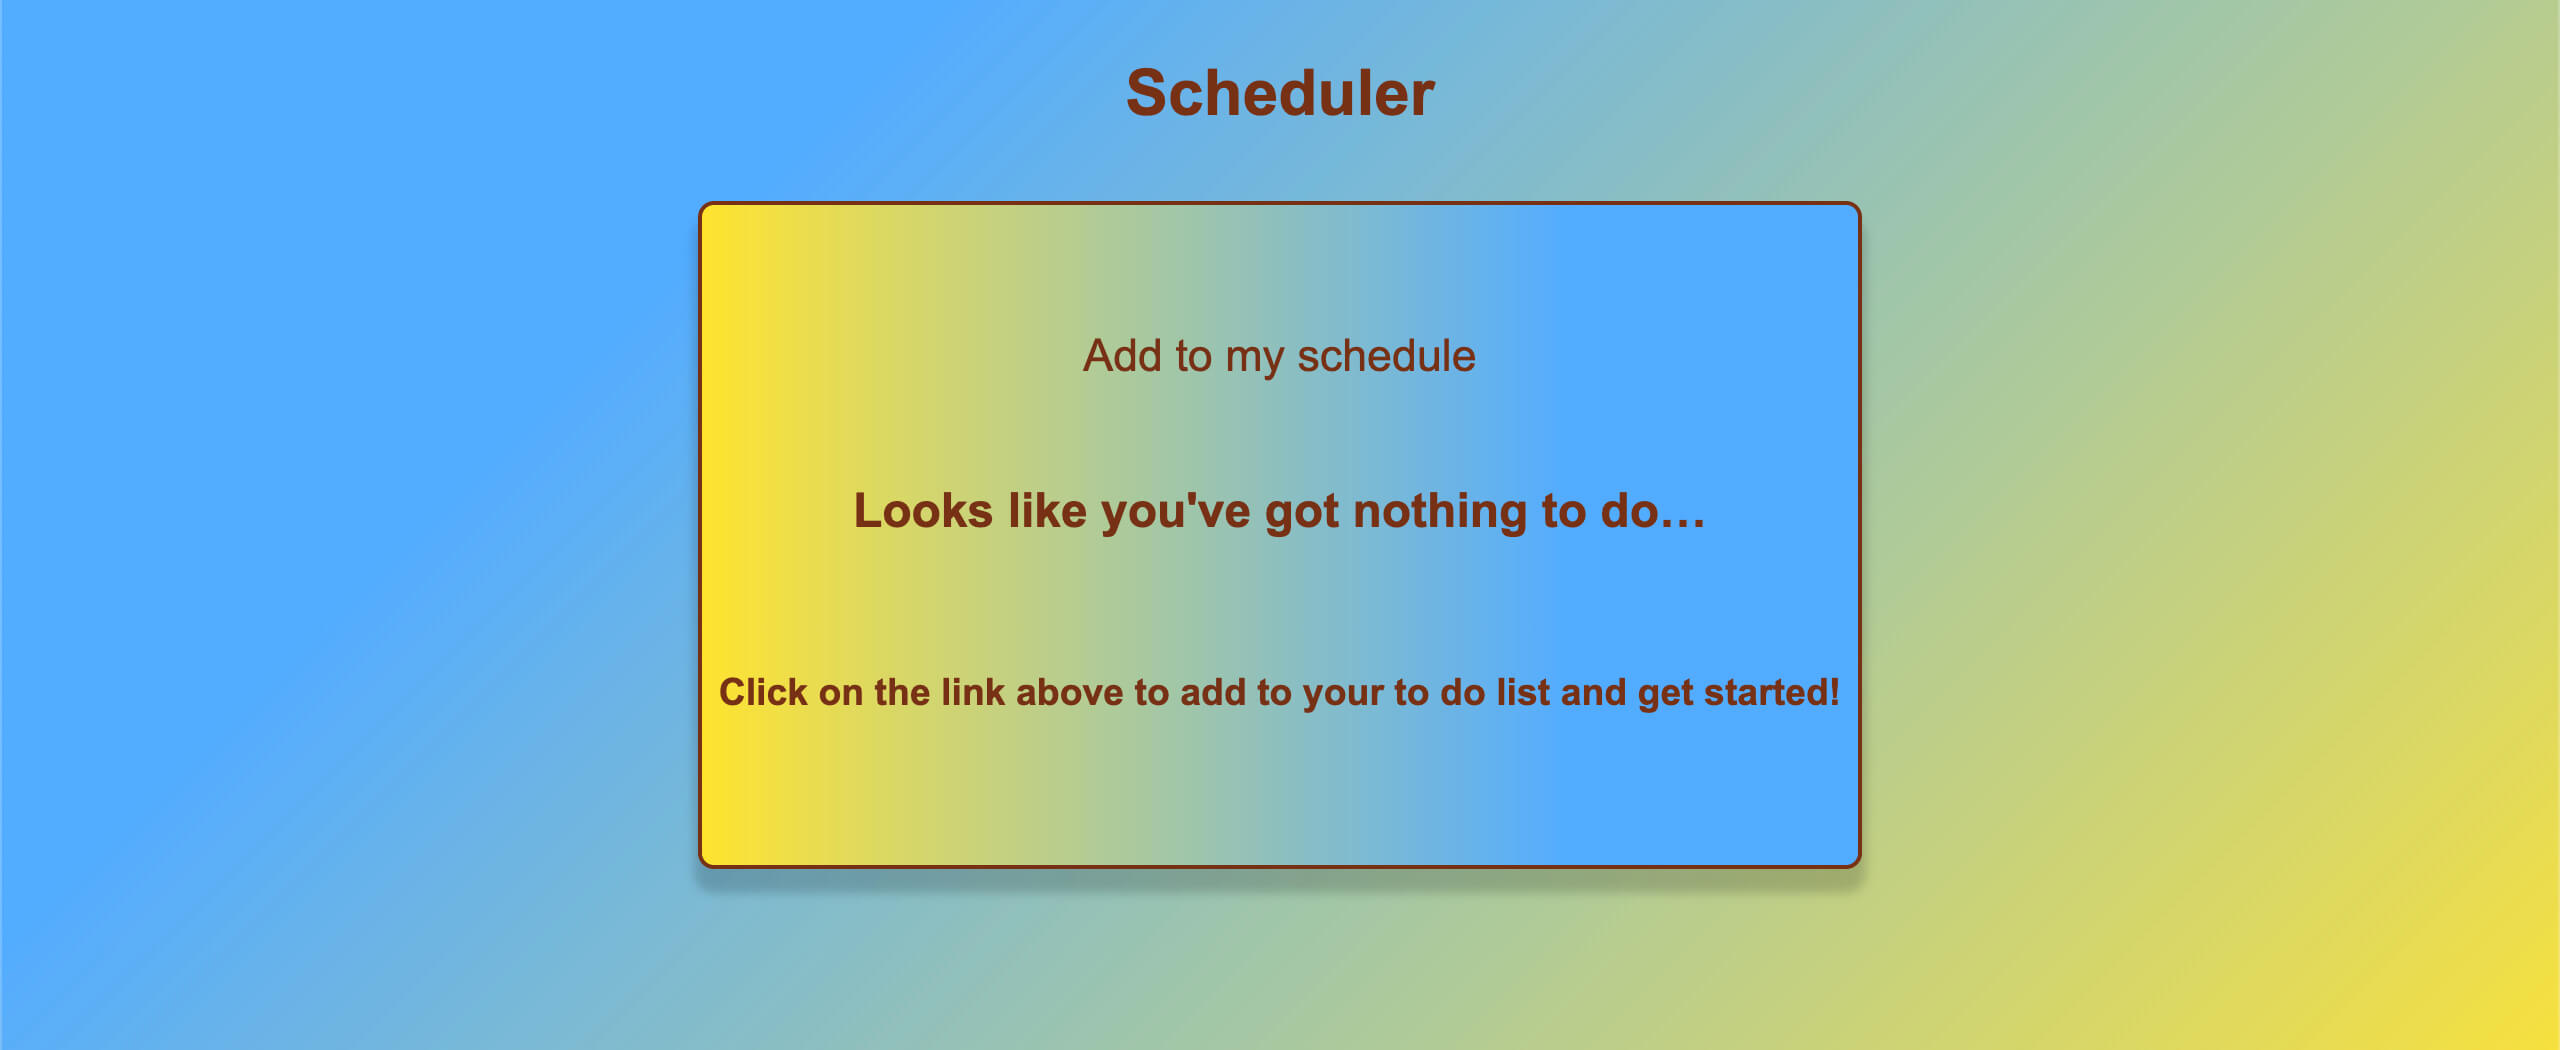 Scheduler
Add to my schedule
Looks like you've got nothing to do…
Click on the link above to add to your to do list and get started!